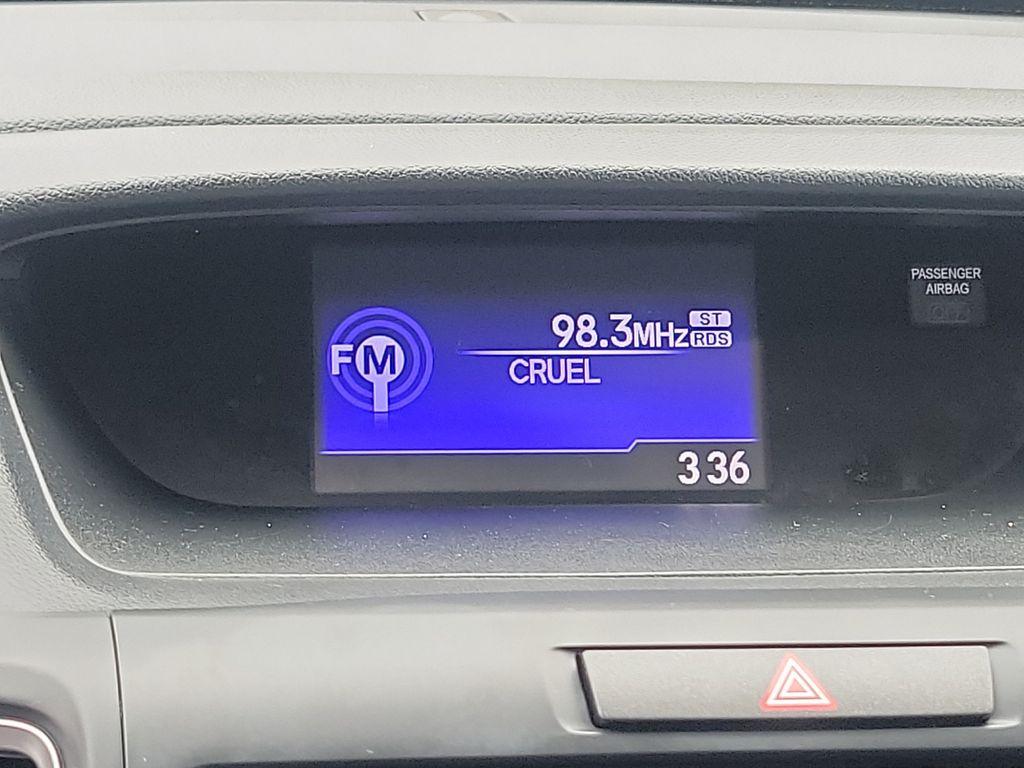 98.3MHz ST
RDS
FM
CRUEL
3 36
PASSENGER
AIRBAG